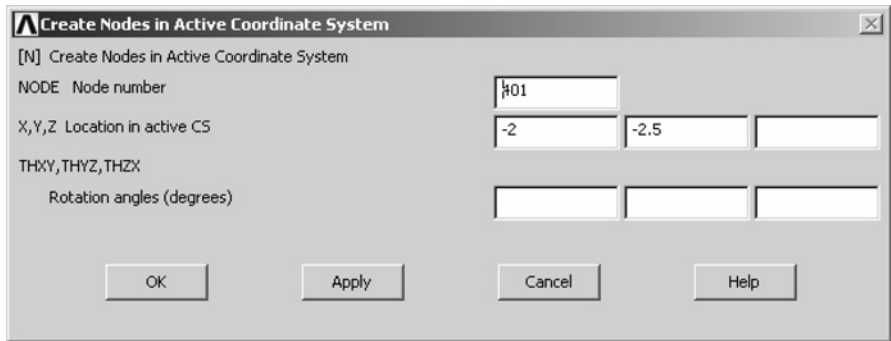 Create Nodes in Active Coordinate System
[N] Create Nodes in Active Coordinate System
NODE Node number 401
X,Y,Z Location in active CS -2 -2.5
THXY,THYZ,THZX
Rotation angles (degrees)
OK Apply Cancel Help